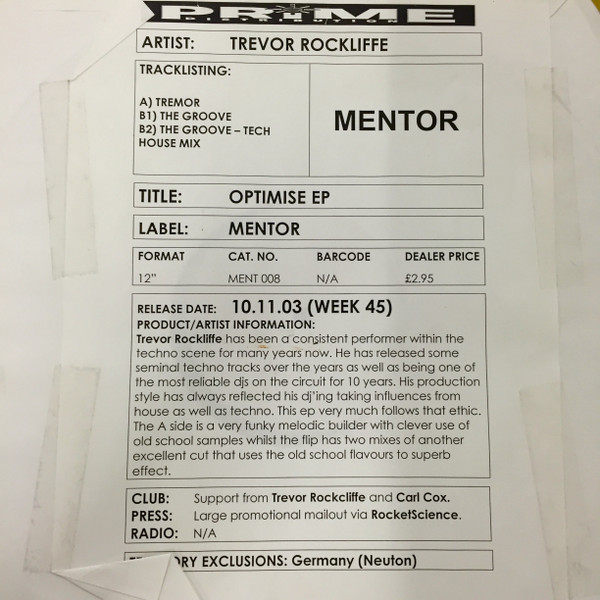 PRIME
DISTRIBUTION
ARTIST: TREVOR ROCKLIFFE
TRACKLISTING:
A) TREMOR
B1) THE GROOVE
B2) THE GROOVE – TECH
HOUSE MIX
MENTOR
TITLE: OPTIMISE EP
LABEL: MENTOR
FORMAT CAT. NO. BARCODE DEALER PRICE
12" MENT 008 N/A £2.95
RELEASE DATE: 10.11.03 (WEEK 45)
PRODUCT/ARTIST INFORMATION:
Trevor Rockliffe has been a consistent performer within the
techno scene for many years now. He has released some
seminal techno tracks over the years as well as being one of
the most reliable djs on the circuit for 10 years. His production
style has always reflected his dj'ing taking influences from
house as well as techno. This ep very much follows that ethic.
The A side is a very funky melodic builder with clever use of
old school samples whilst the flip has two mixes of another
excellent cut that uses the old school flavours to superb
effect.
CLUB: Support from Trevor Rockcliffe and Carl Cox.
PRESS: Large promotional mailout via RocketScience.
RADIO: N/A
RY EXCLUSIONS: Germany (Neuton)